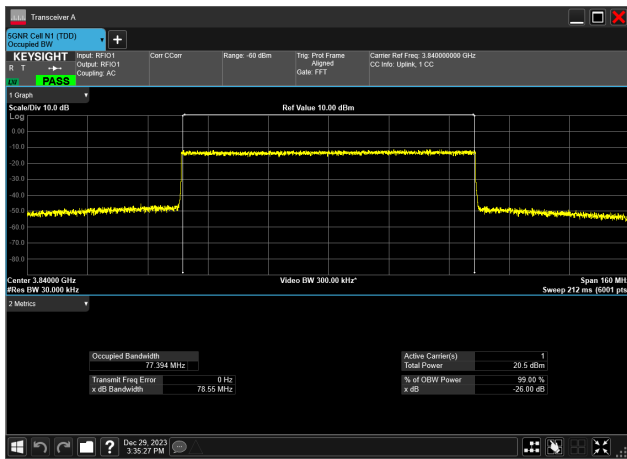 Transceiver A
5GNR Cell N1 (TDD)
Occupied BW
KEYSIGHT
R T
LW
PASS
Input: RFIO1
Output: RFIO1
Coupling: AC
Corr CCorr
Range: -60 dBm
Trig: Prot Frame
Aligned
Gate: FFT
Carrier Ref Freq: 3.840000000 GHz
CC Info: Uplink, 1 CC
1 Graph
Scale/Div 10.0 dB
Ref Value 10.00 dBm
Log
0.00
-10.0
-20.0
-30.0
-40.0
-50.0
-60.0
-70.0
-80.0
Center 3.84000 GHz
Video BW 300.00 kHz*
Span 160 MHz
#Res BW 30.000 kHz
Sweep 212 ms (6001 pts
2 Metrics
Occupied Bandwidth
77.394 MHz
Active Carrier(s) 1
Total Power 20.5 dBm
Transmit Freq Error 0 Hz
x dB Bandwidth 78.55 MHz
% of OBW Power 99.00 %
x dB -26.00 dB
?
Dec 29, 2023
3:35:27 PM